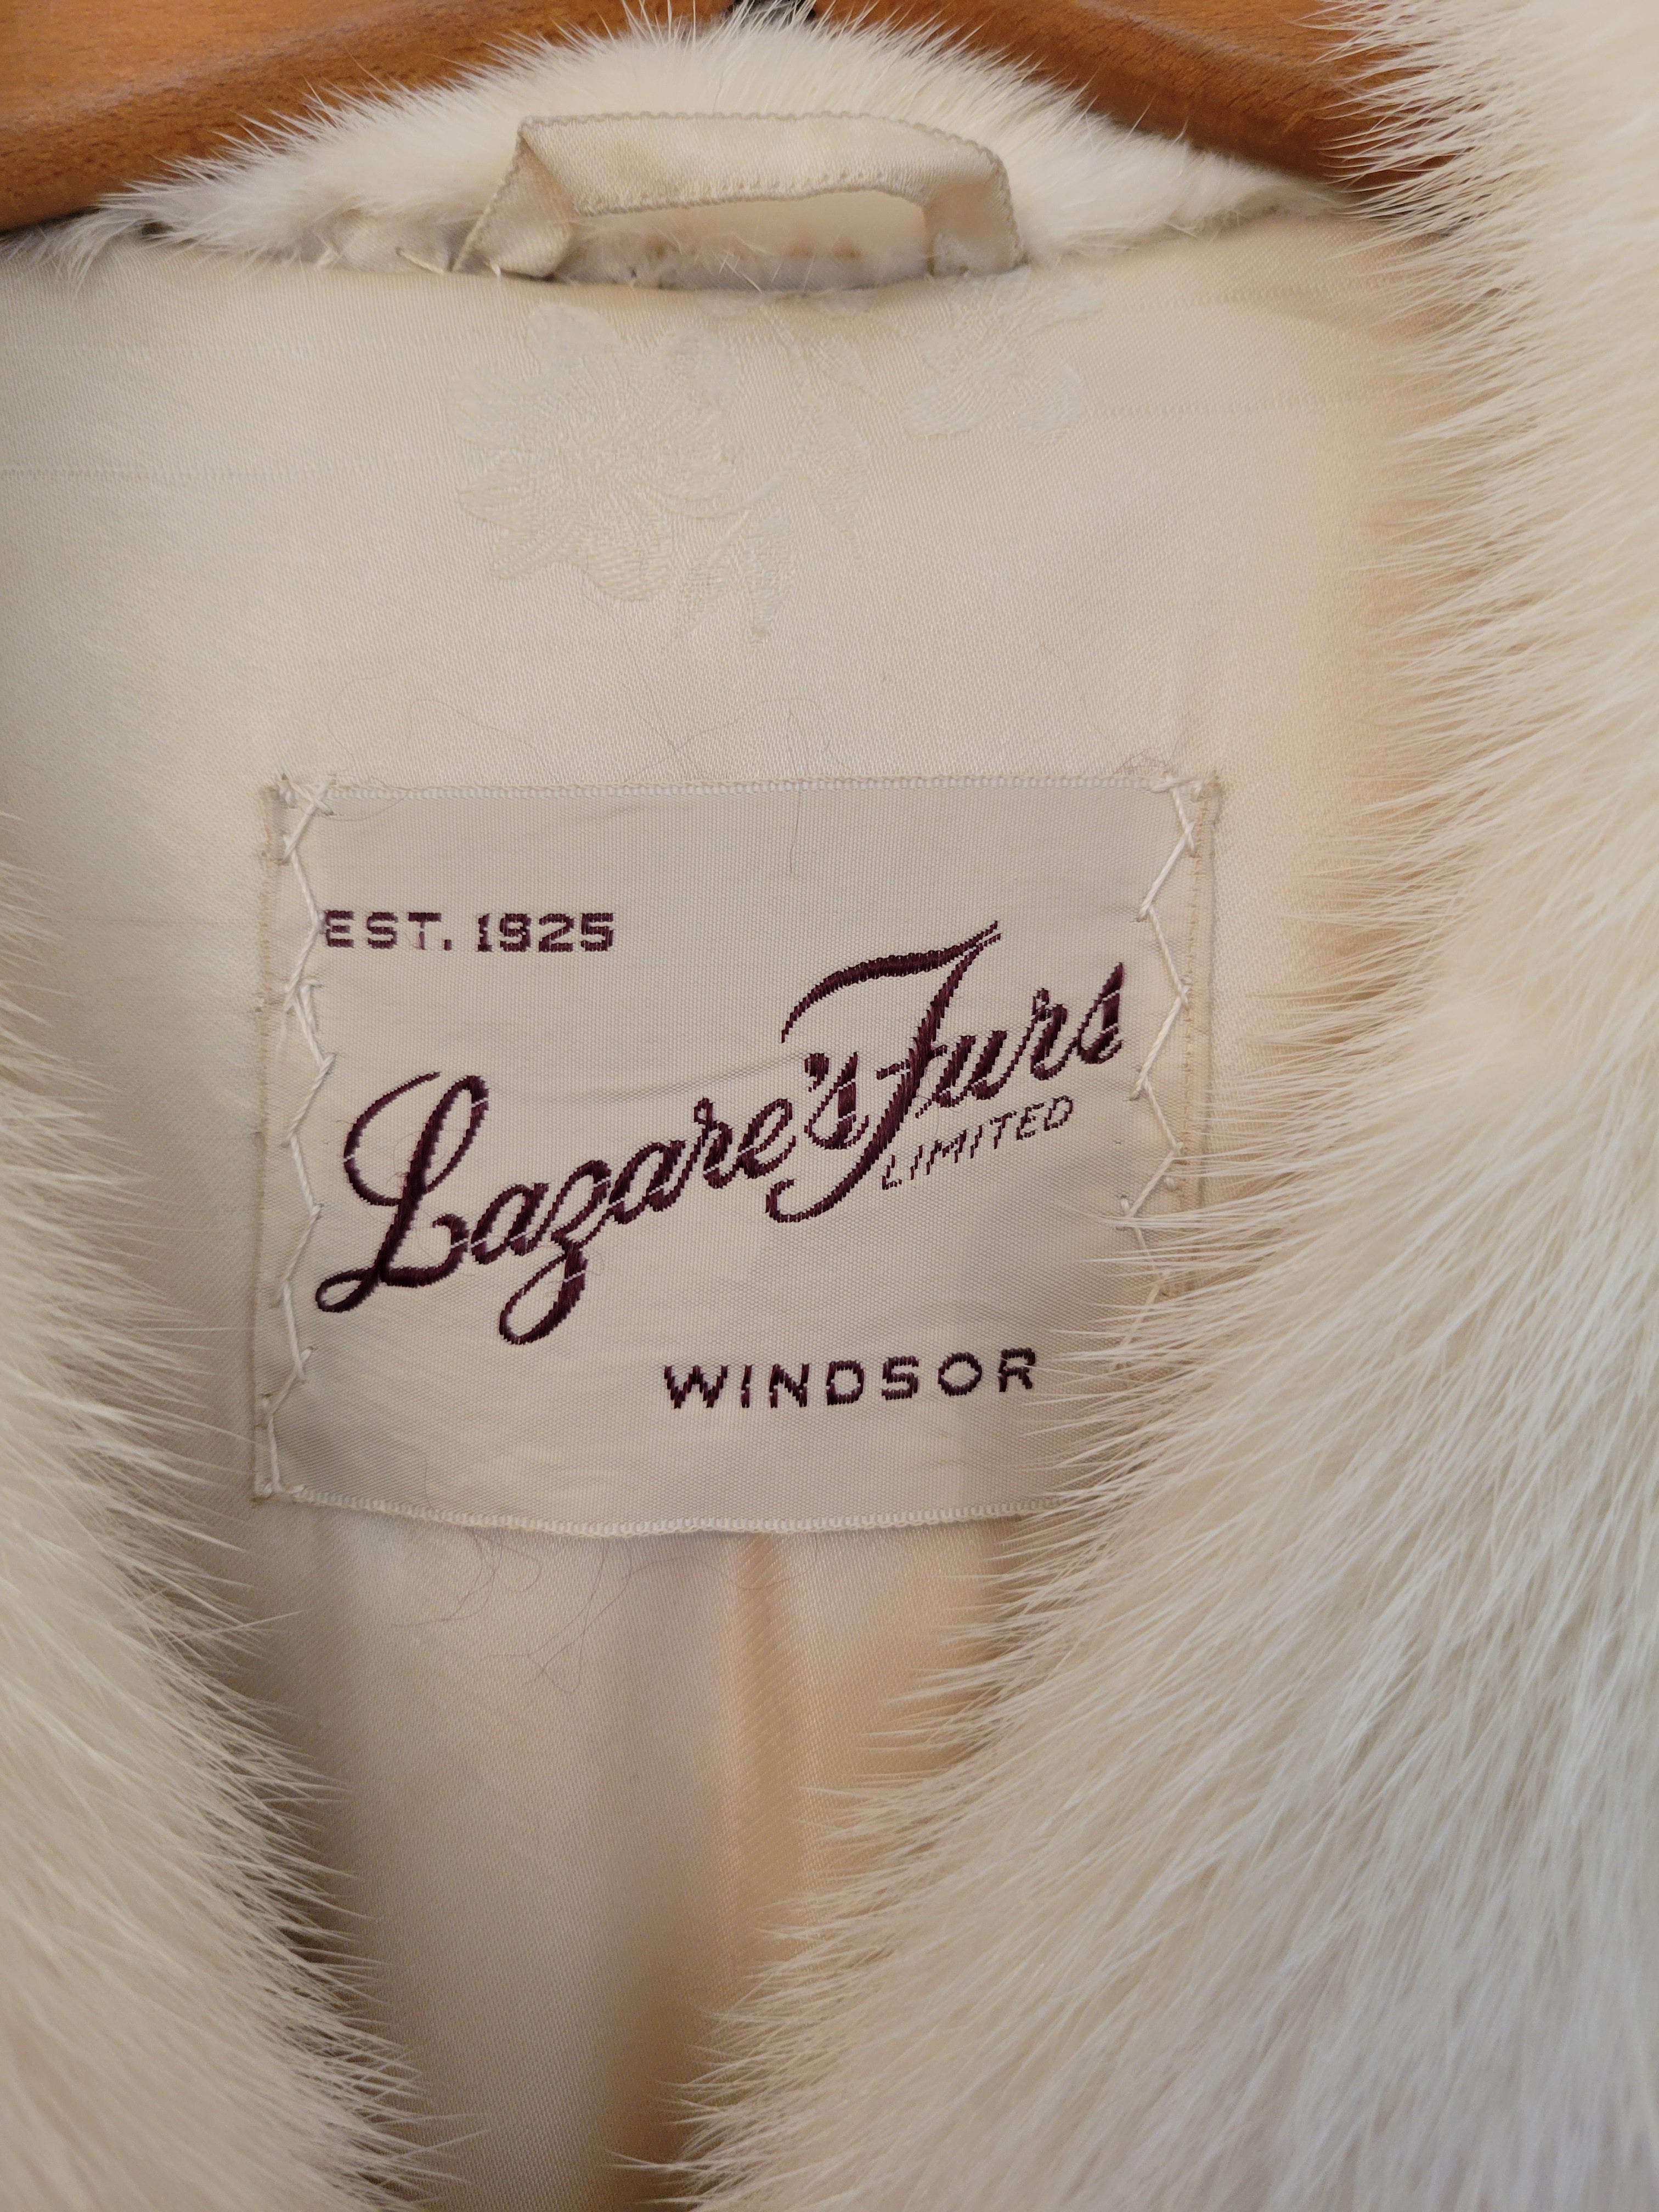 EST. 1925
Lazare's Furs
LIMITED
WINDSOR